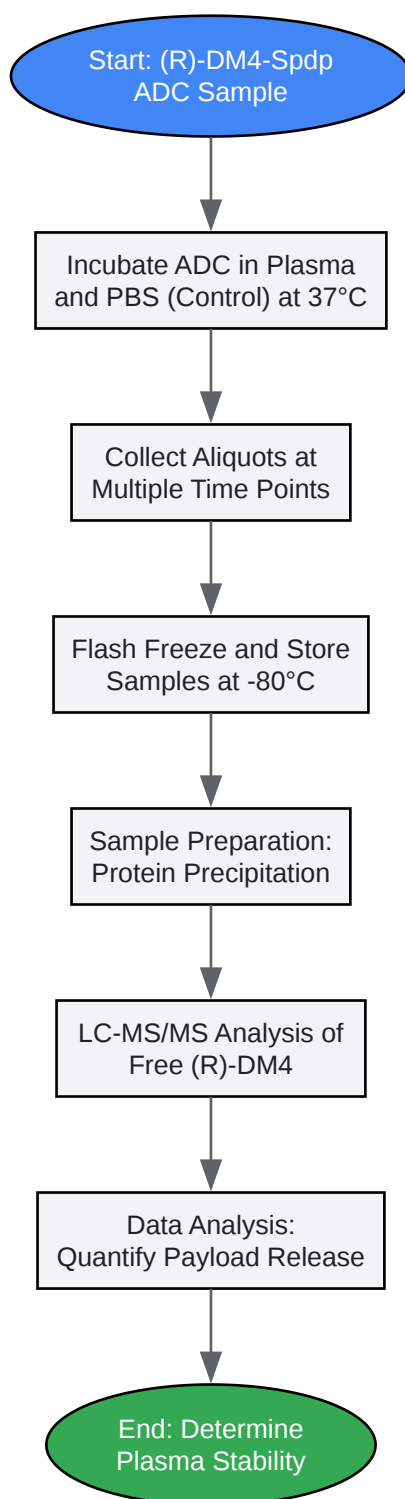 Start: (R)-DM4-Spdp
ADC Sample
Incubate ADC in Plasma
and PBS (Control) at 37°C
Collect Aliquots at
Multiple Time Points
Flash Freeze and Store
Samples at -80°C
Sample Preparation:
Protein Precipitation
LC-MS/MS Analysis of
Free (R)-DM4
Data Analysis:
Quantify Payload Release
End: Determine
Plasma Stability